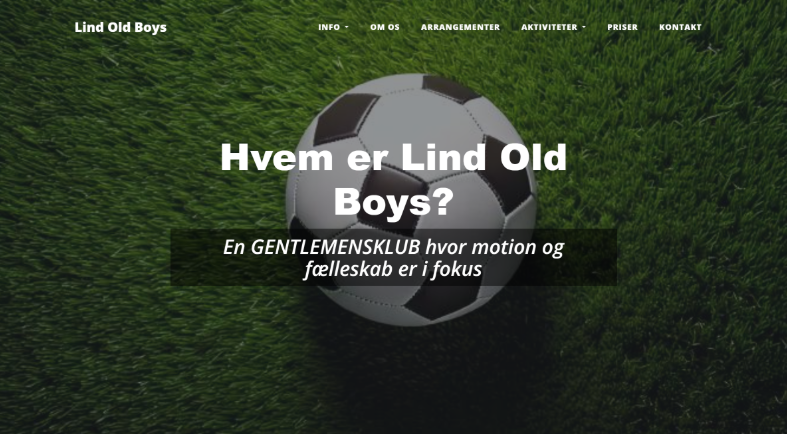 Lind Old Boys
INFO
OM OS
ARRANGEMENTER
AKTIVITETER
PRISER
KONTAKT
Hvem er Lind Old
Boys?
En GENTLEMENSKLUB hvor motion og
fælleskab er i fokus